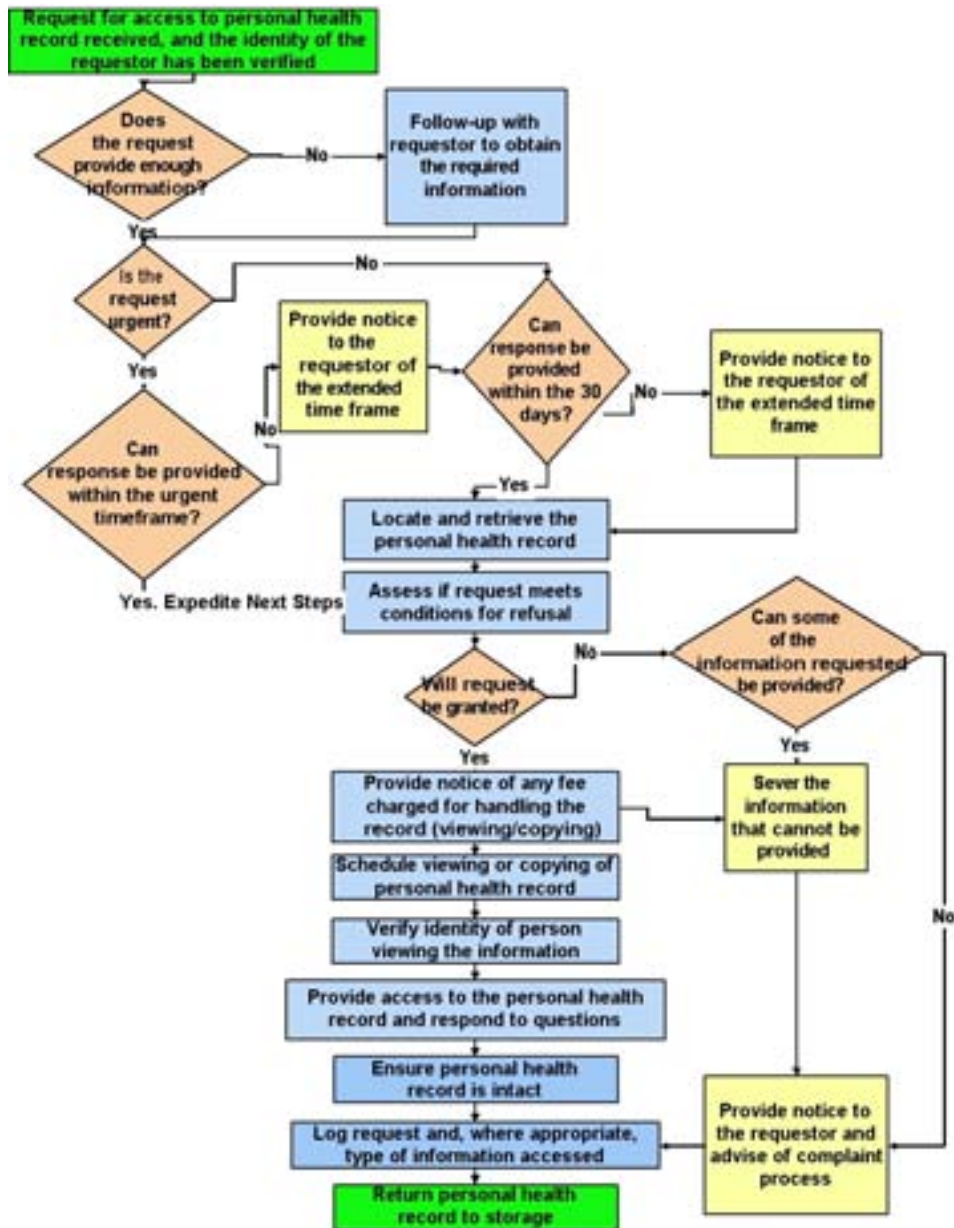 Request for access to personal health
record received, and the identity of the
requestor has been verified
Does
the request
provide enough
information?
No
Follow-up with
requestor to obtain
the required
information
Yes
Is the
request
urgent?
No
Yes
Provide notice
to the
requestor of
the extended
time frame
Can
response be
provided
within the 30
days?
No
Provide notice to
the requestor of
the extended time
frame
No
Can
response be provided
within the urgent
timeframe?
Yes
Locate and retrieve the
personal health record
Yes. Expedite Next Steps
Assess if request meets
conditions for refusal
Can some
of the
information requested
be provided?
No
Will request
be granted?
Yes
Yes
Provide notice of any fee
charged for handling the
record (viewing/copying)
Sever the
information
that cannot be
provided
Schedule viewing or copying of
personal health record
No
Verify identity of person
viewing the information
Provide access to the personal health
record and respond to questions
Ensure personal health
record is intact
Provide notice to
the requestor and
advise of complaint
process
Log request and, where appropriate,
type of information accessed
Return personal health
record to storage